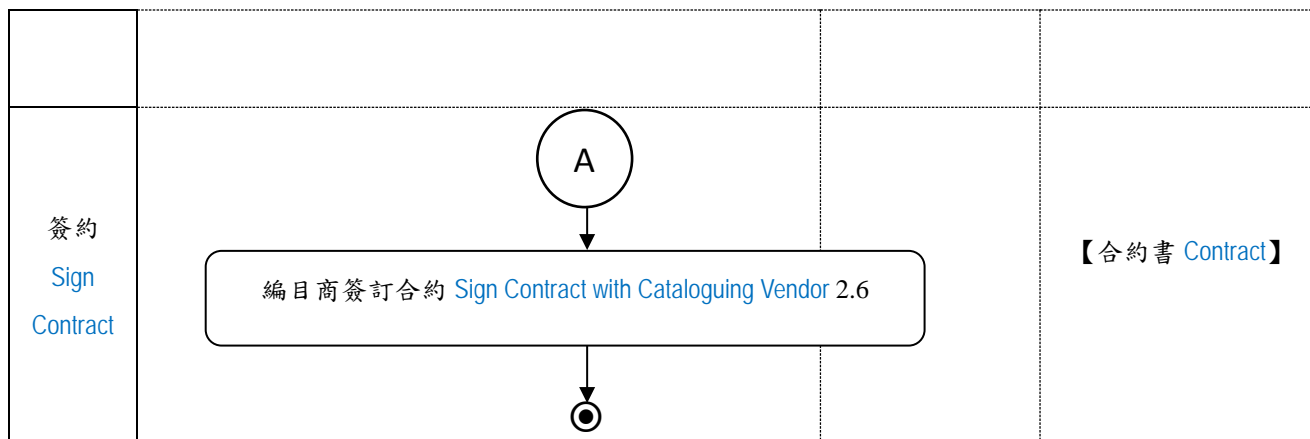 A
簽約
Sign
Contract
編目商簽訂合約 Sign Contract with Cataloguing Vendor 2.6
【合約書 Contract】